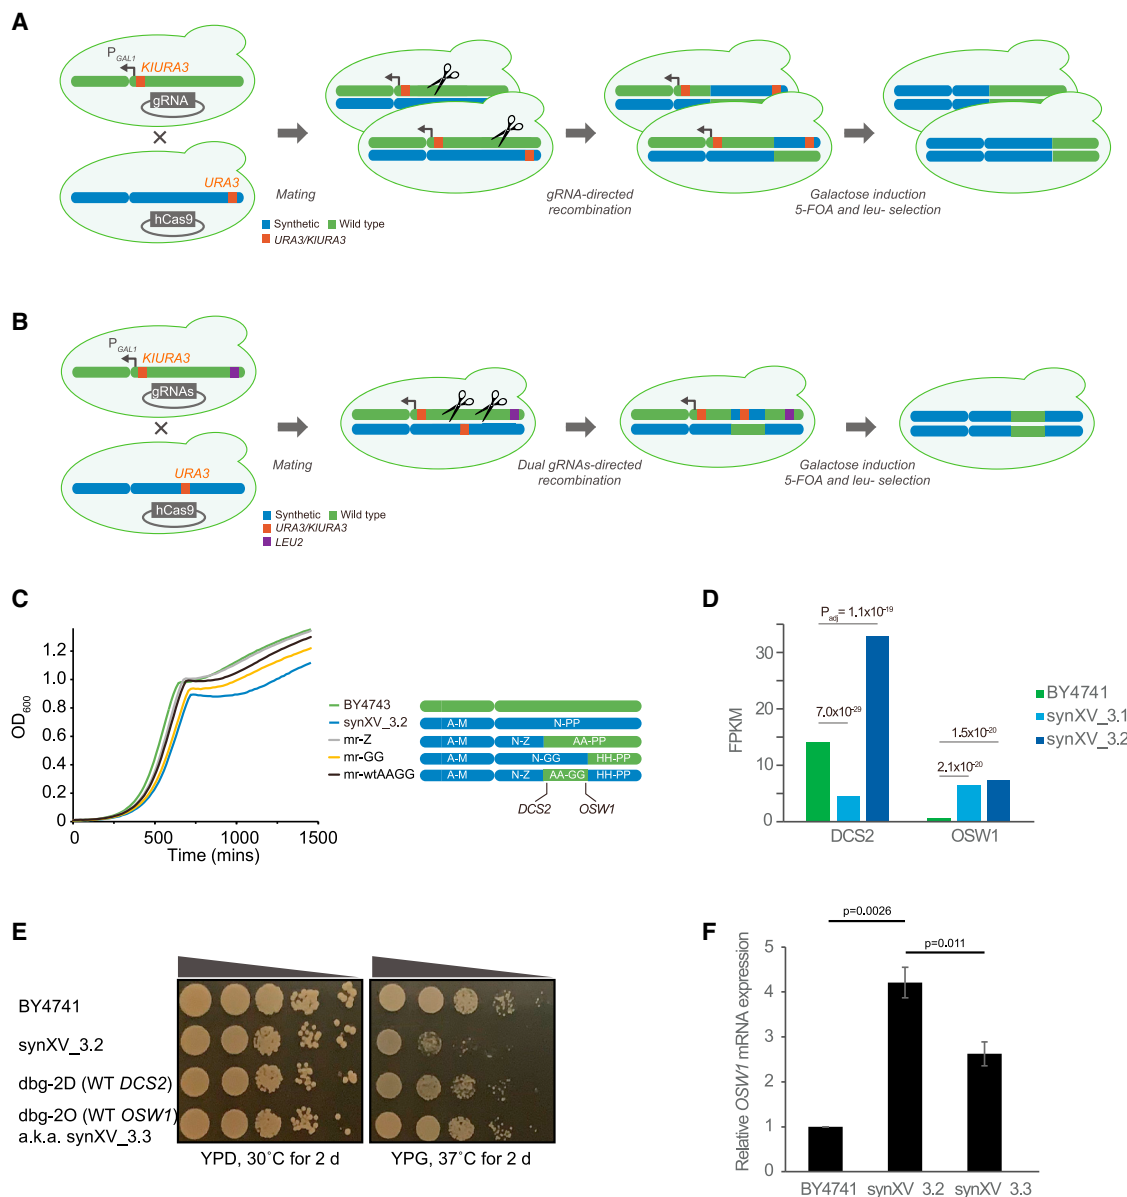 A
P GAL1
KlURA3
gRNA
×
URA3
hCas9
Mating
Synthetic Wild type
URA3/KlURA3
gRNA-directed
recombination
Galactose induction
5-FOA and leu- selection
B
P GAL1
KlURA3
gRNAs
×
URA3
hCas9
Mating
Synthetic Wild type
URA3/KlURA3
LEU2
Dual gRNAs-directed
recombination
Galactose induction
5-FOA and leu- selection
C
OD600
1.2
1.0
0.8
0.6
0.4
0.2
0
0 500 1000 1500
Time (mins)
BY4743
synXV_3.2 A-M N-PP
mr-Z A-M N-Z AA-PP
mr-GG A-M N-GG HH-PP
mr-wtAAGG A-M N-Z AA-GG HH-PP
DCS2 OSW1
D
FPKM
30
20
10
0
Padj = 1.1x10-19
7.0x10-29
1.5x10-20
2.1x10-20
DCS2 OSW1
BY4741
synXV_3.1
synXV_3.2
E
BY4741
synXV_3.2
dbg-2D (WT DCS2)
dbg-2O (WT OSW1)
a.k.a. synXV_3.3
YPD, 30˚C for 2 d YPG, 37˚C for 2 d
F
Relative OSW1 mRNA expression
5
4
3
2
1
0
p=0.0026
p=0.011
BY4741 synXV_3.2 synXV_3.3